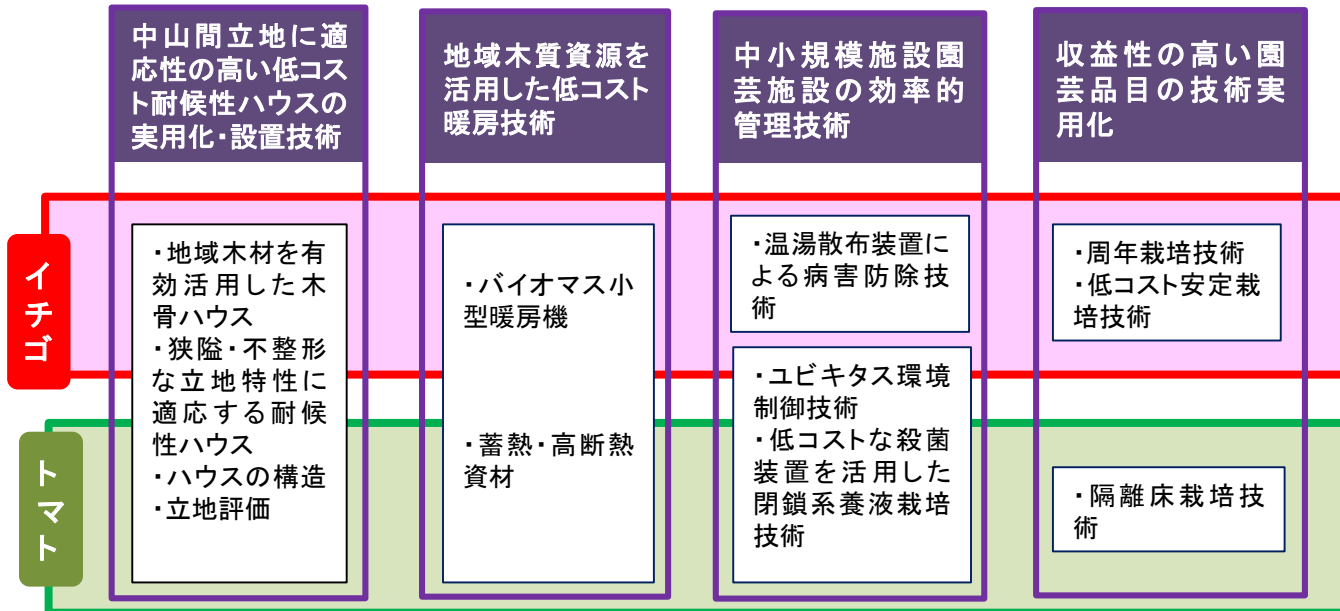 中山間立地に適
応性の高い低コス
ト耐候性ハウスの
実用化・設置技術
地域木質資源を
活用した低コスト
暖房技術
中小規模施設園
芸施設の効率的
管理技術
収益性の高い園
芸品目の技術実
用化
イチゴ
トマト
・地域木材を有
効活用した木
骨ハウス
・狭隘・不整形
な立地特性に
適応する耐候
性ハウス
・ハウスの構造
・立地評価
・バイオマス小
型暖房機
・蓄熱・高断熱
資材
・温湯散布装置に
よる病害防除技
術
・ユビキタス環境
制御技術
・低コストな殺菌
装置を活用した
閉鎖系養液栽培
技術
・周年栽培技術
・低コスト安定栽
培技術
・隔離床栽培技
術